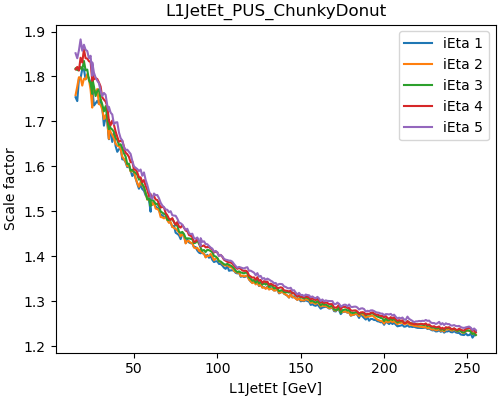 L1JetEt_PUS_ChunkyDonut
Scale factor
1.9
1.8
1.7
1.6
1.5
1.4
1.3
1.2
iEta 1
iEta 2
iEta 3
iEta 4
iEta 5
50
100
150
200
250
L1JetEt [GeV]